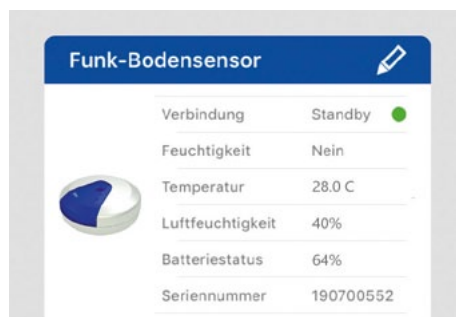 Funk-Bodensensor
Verbindung Standby
Feuchtigkeit Nein
Temperatur 28.0 C
Luftfeuchtigkeit 40%
Batteriestatus 64%
Seriennummer 190700552